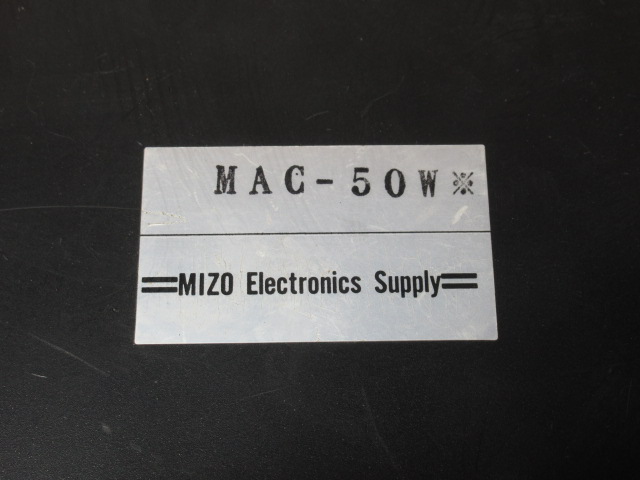 MAC-50W※
=MIZO Electronics Supply=